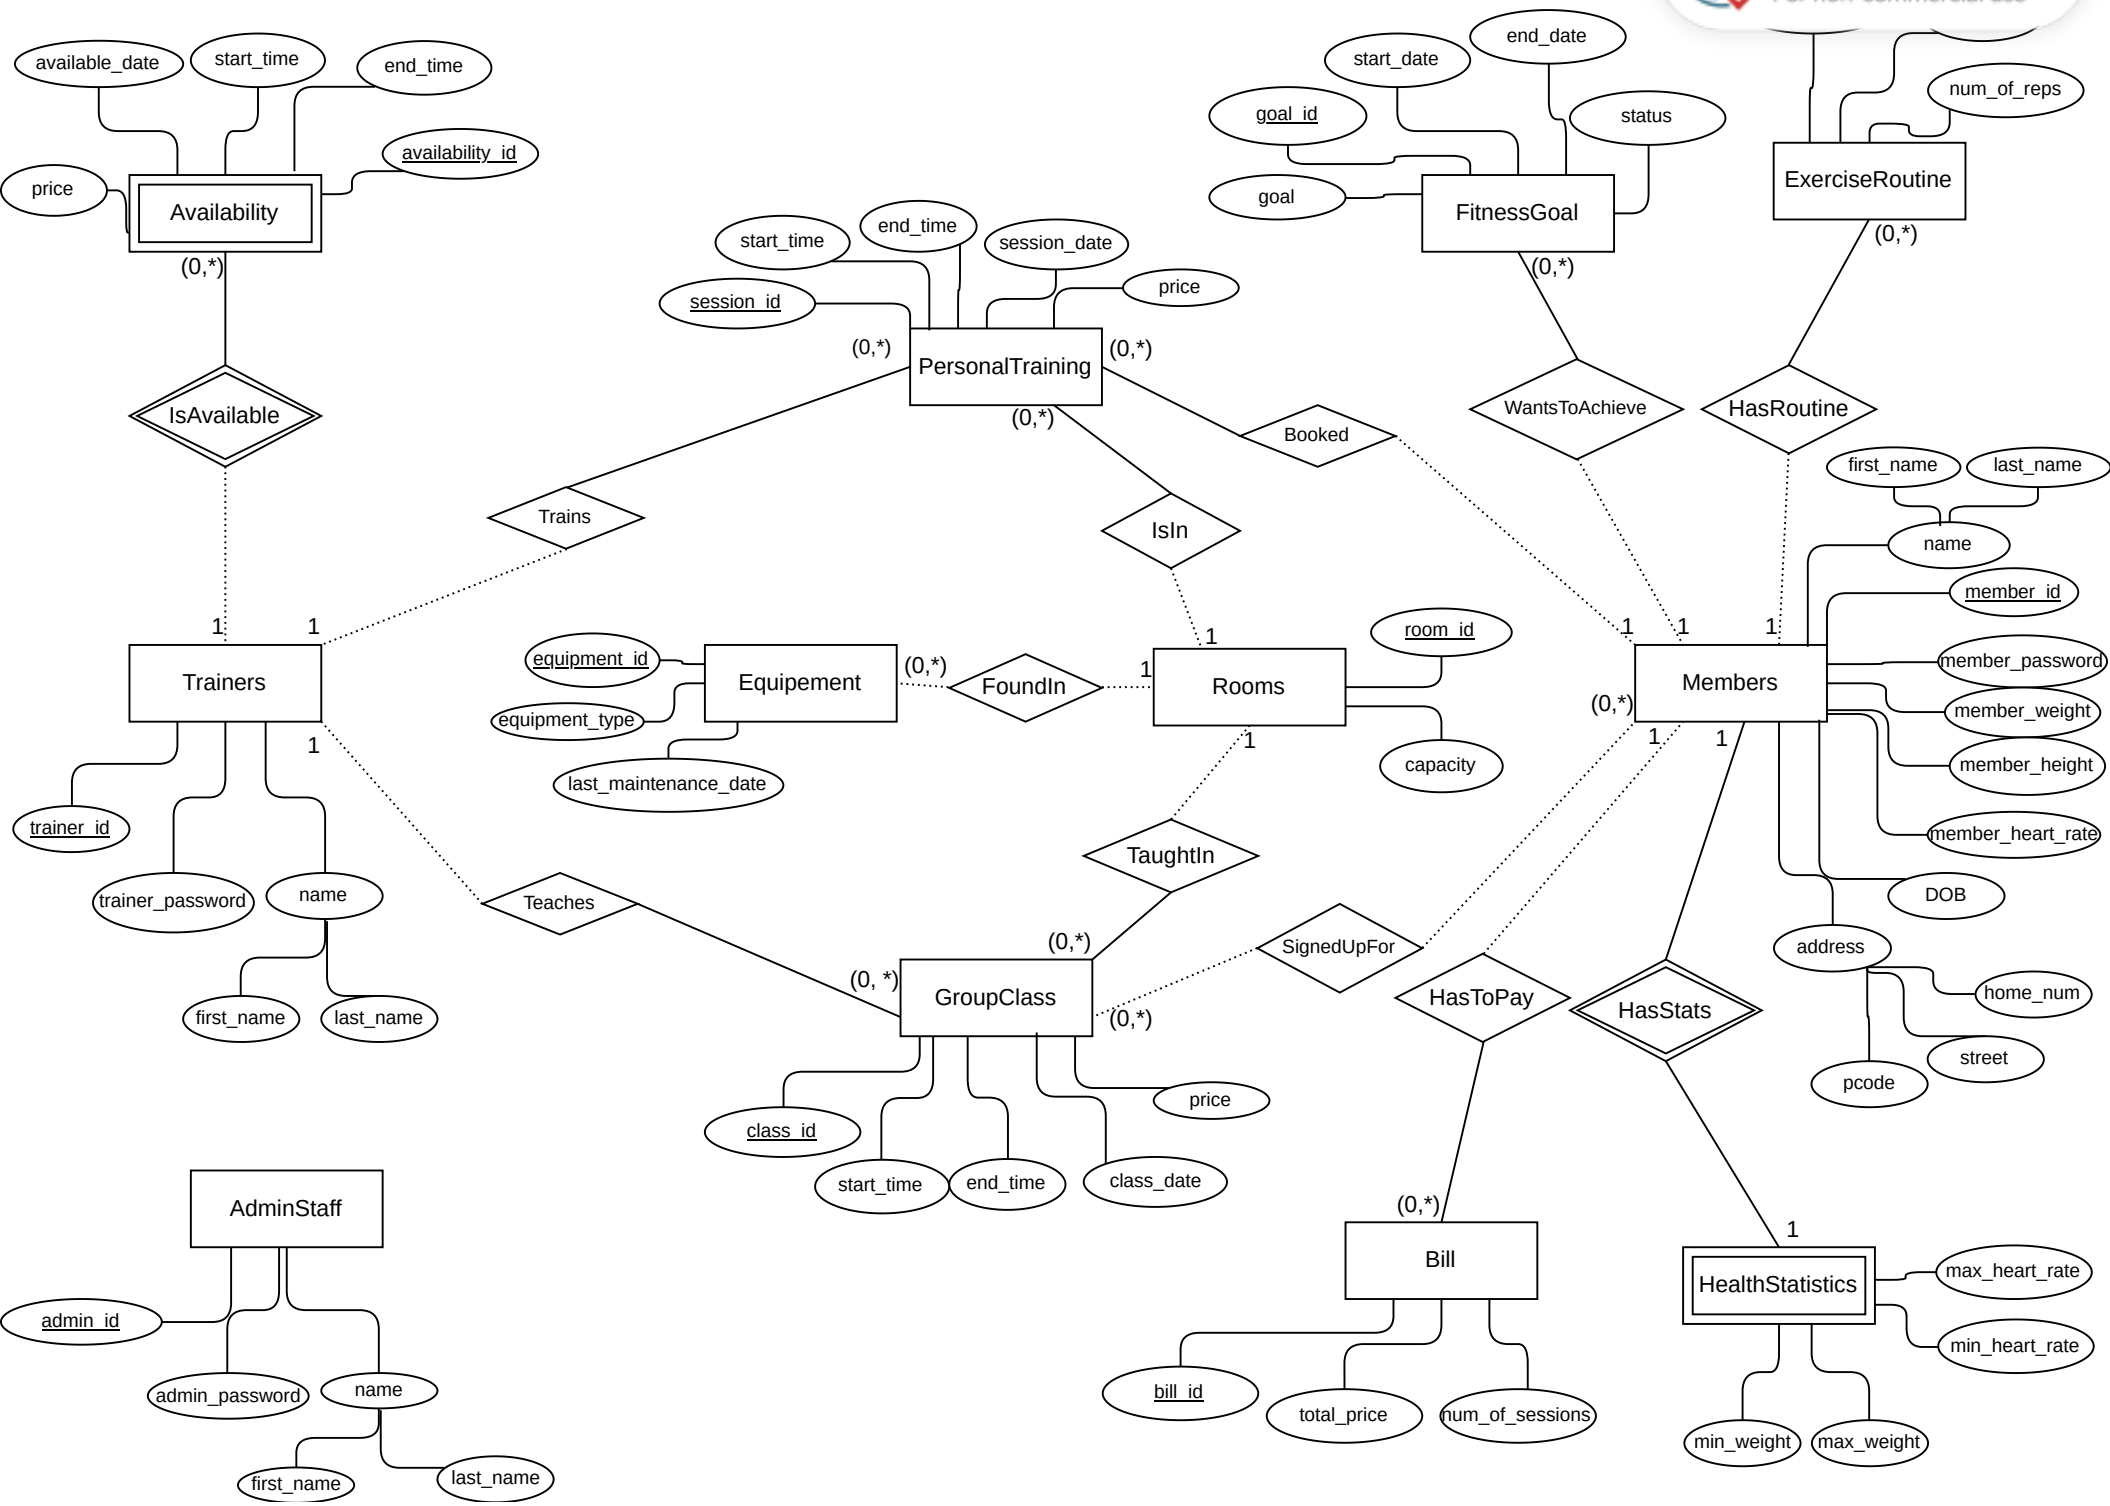 For non-commercial use
available_date
start_time
end_time
availability_id
price
Availability
(0,*)
IsAvailable
1
1
Trainers
1
trainer_id
trainer_password
name
first_name
last_name
start_time
end_time
session_date
session_id
price
(0,*)
PersonalTraining
(0,*)
(0,*)
Trains
IsIn
Booked
goal_id
start_date
end_date
status
goal
FitnessGoal
(0,*)
WantsToAchieve
num_of_reps
ExerciseRoutine
(0,*)
HasRoutine
first_name
last_name
name
member_id
member_password
member_weight
member_height
member_heart_rate
DOB
address
home_num
street
pcode
1
1
1
Members
(0,*)
1
1
equipment_id
equipment_type
last_maintenance_date
Equipement
(0,*)
FoundIn
1
1
Rooms
1
room_id
capacity
TaughtIn
Teaches
(0,*)
(0, *)
GroupClass
(0,*)
SignedUpFor
HasToPay
HasStats
class_id
start_time
end_time
class_date
price
AdminStaff
admin_id
admin_password
name
first_name
last_name
(0,*)
Bill
bill_id
total_price
num_of_sessions
1
HealthStatistics
max_heart_rate
min_heart_rate
min_weight
max_weight